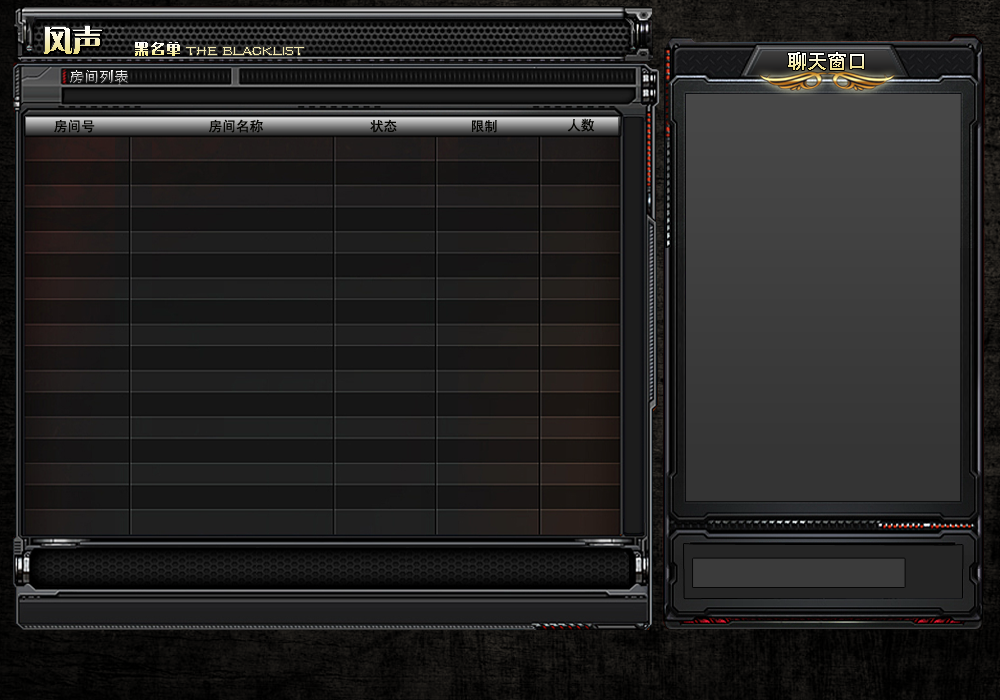 风声 黑名单 THE BLACKLIST
房间列表
房间号 房间名称 状态 限制 人数
聊天窗口